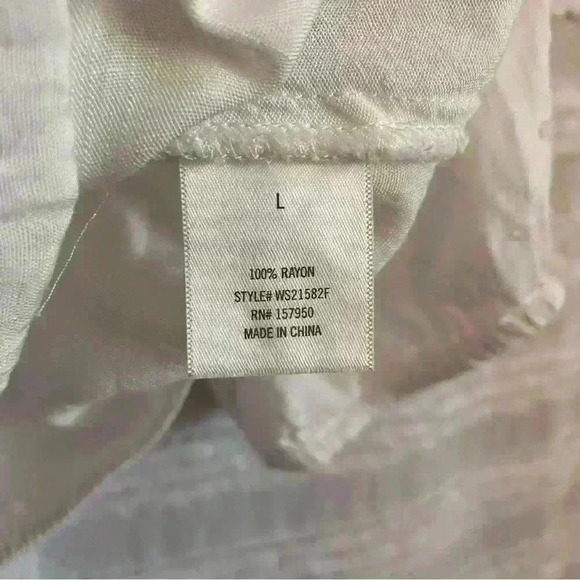 L
100% RAYON
STYLE# WS21582F
RN# 157950
MADE IN CHINA